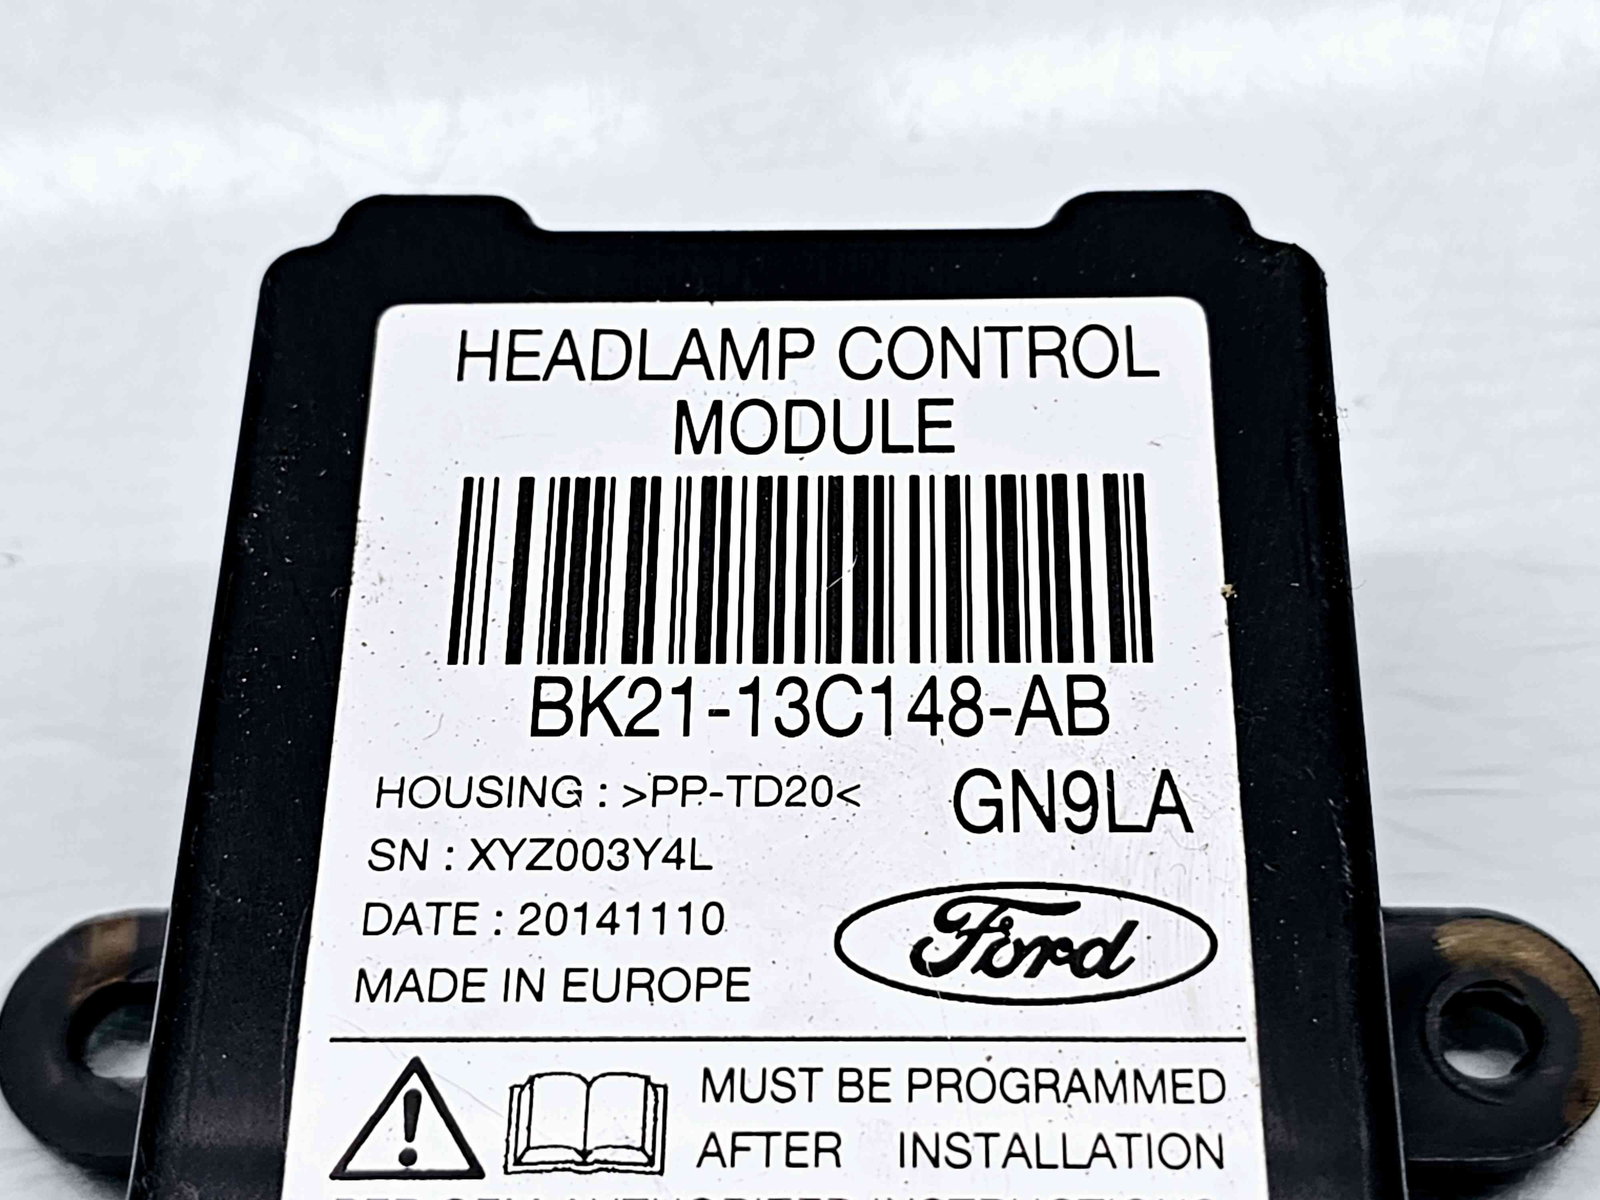 HEADLAMP CONTROL
MODULE
BK21-13C148-AB
HOUSING : >PP-TD20<
GN9LA
SN : XYZ003Y4L
DATE : 20141110
Ford
MADE IN EUROPE
MUST BE PROGRAMMED
AFTER INSTALLATION